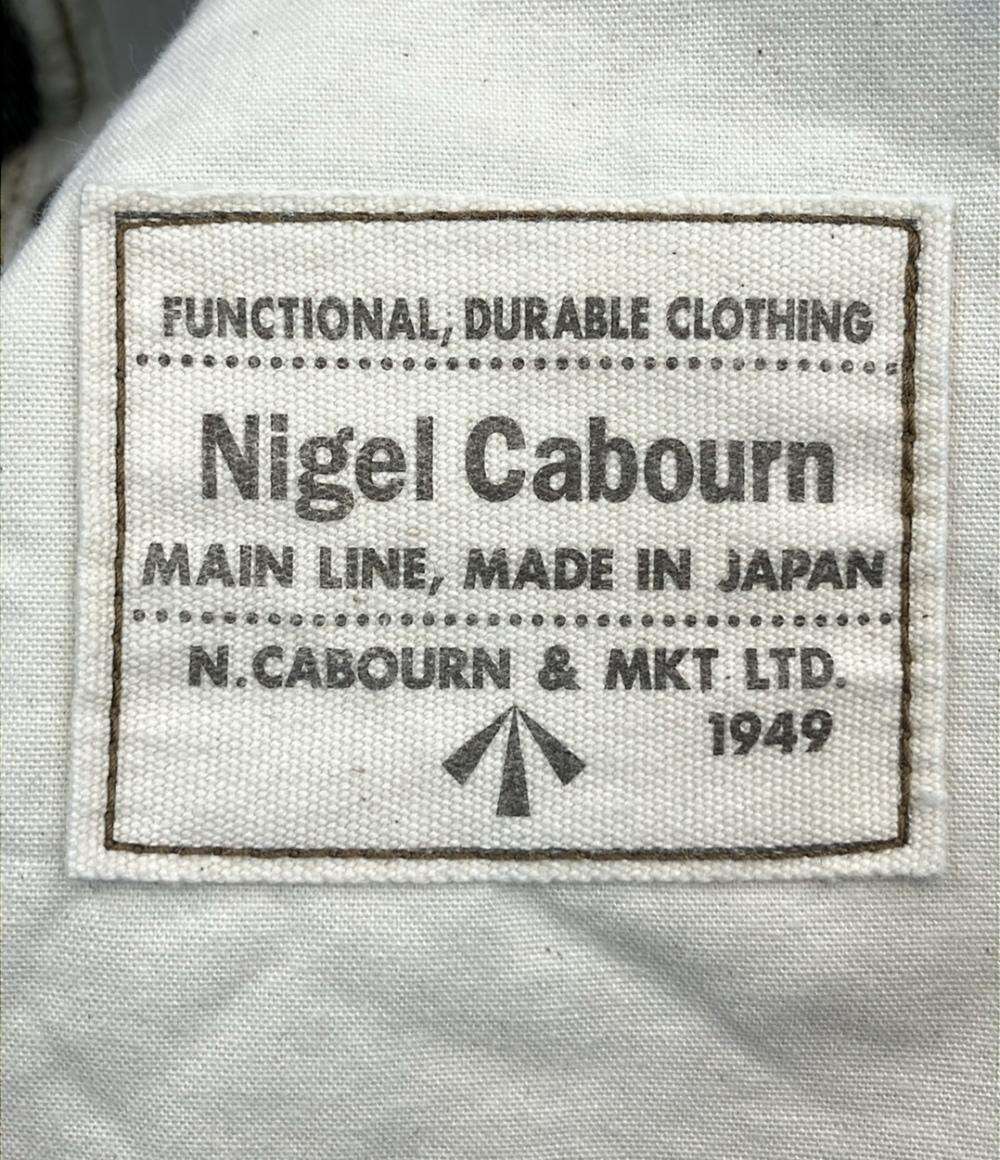 FUNCTIONAL, DURABLE CLOTHING
Nigel Cabourn
MAIN LINE, MADE IN JAPAN
N.CABOURN & MKT LTD.
1949